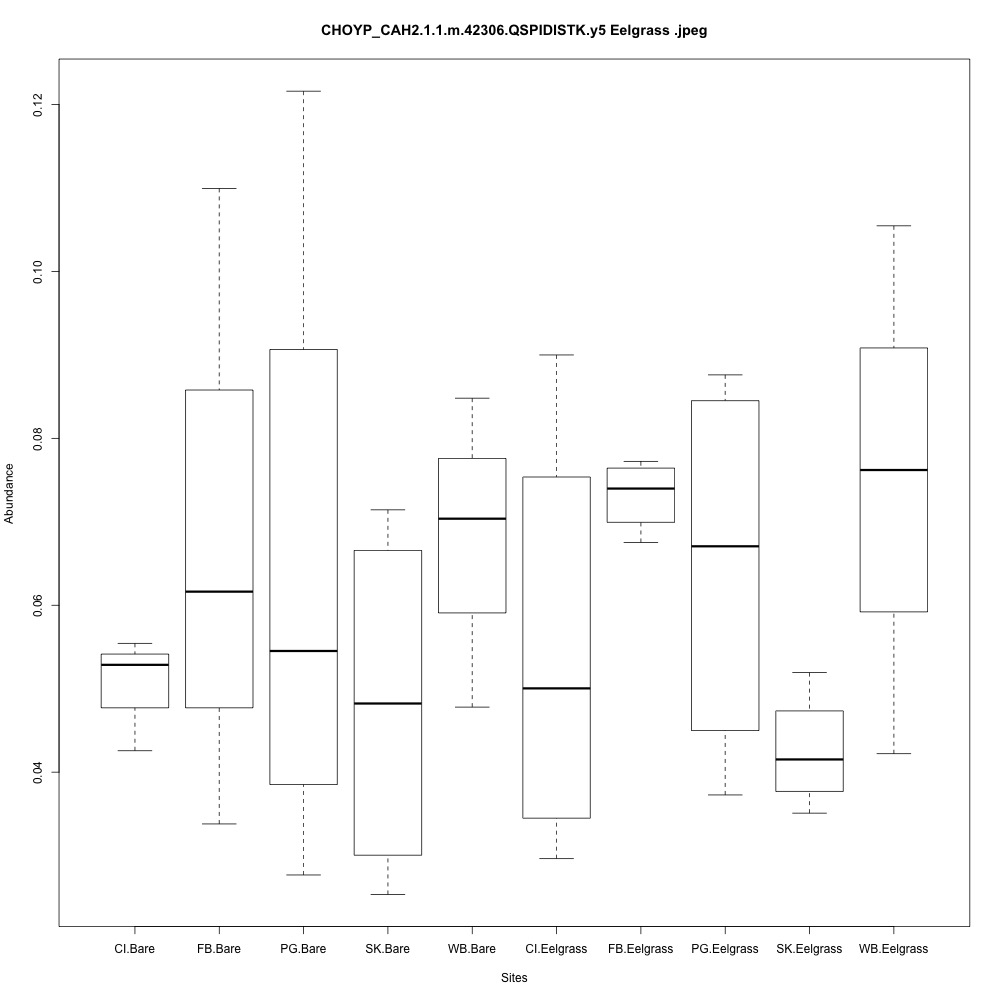 CHOYP_CAH2.1.1.m.42306.QSPIDISTK.y5 Eelgrass .jpeg
0.12
0.10
0.08
0.06
0.04
Abundance
CI.Bare FB.Bare PG.Bare SK.Bare WB.Bare CI.Eelgrass FB.Eelgrass PG.Eelgrass SK.Eelgrass WB.Eelgrass
Sites